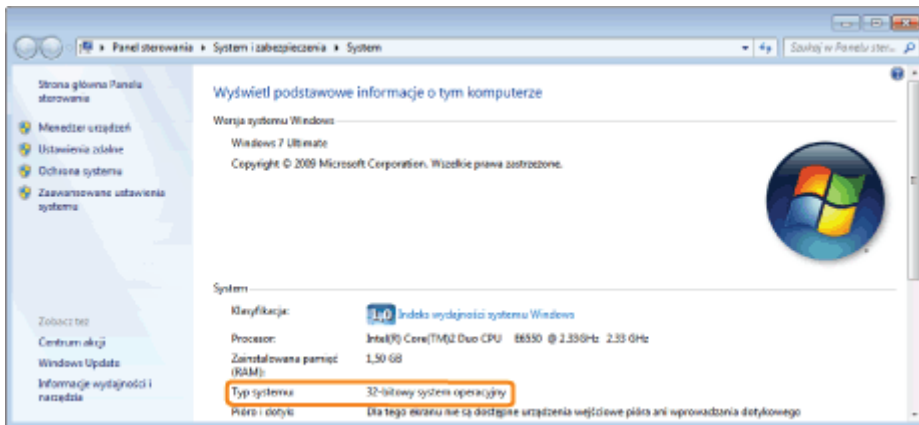 Panel sterowania ▸ System i zabezpieczenia ▸ System
Szukaj w Panelu ster...
Strona główna Panelu
sterowania
Menedżer urządzeń
Ustawienia zdalne
Ochrona systemu
Zaawansowane ustawienia
systemu
Zobacz też
Centrum akcji
Windows Update
Informacje wydajności i
narzędzia
Wyświetl podstawowe informacje o tym komputerze
Wersja systemu Windows
Windows 7 Ultimate
Copyright © 2009 Microsoft Corporation. Wszelkie prawa zastrzeżone.
System
Klasyfikacja: 1,0 Indeks wydajności systemu Windows
Procesor: Intel(R) Core(TM)2 Duo CPU E6550 @ 2.33GHz 2.33 GHz
Zainstalowana pamięć 1,50 GB
(RAM):
Typ systemu 32-bitowy system operacyjny
Pióro i dotyk: Dla tego ekranu nie są dostępne urządzenia wejściowe pióra ani wprowadzania dotykowego